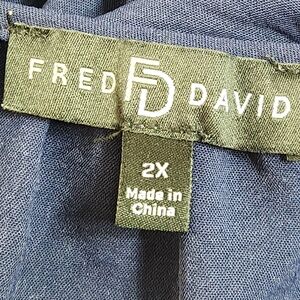 FRED FD DAVID
2X
Made in
China